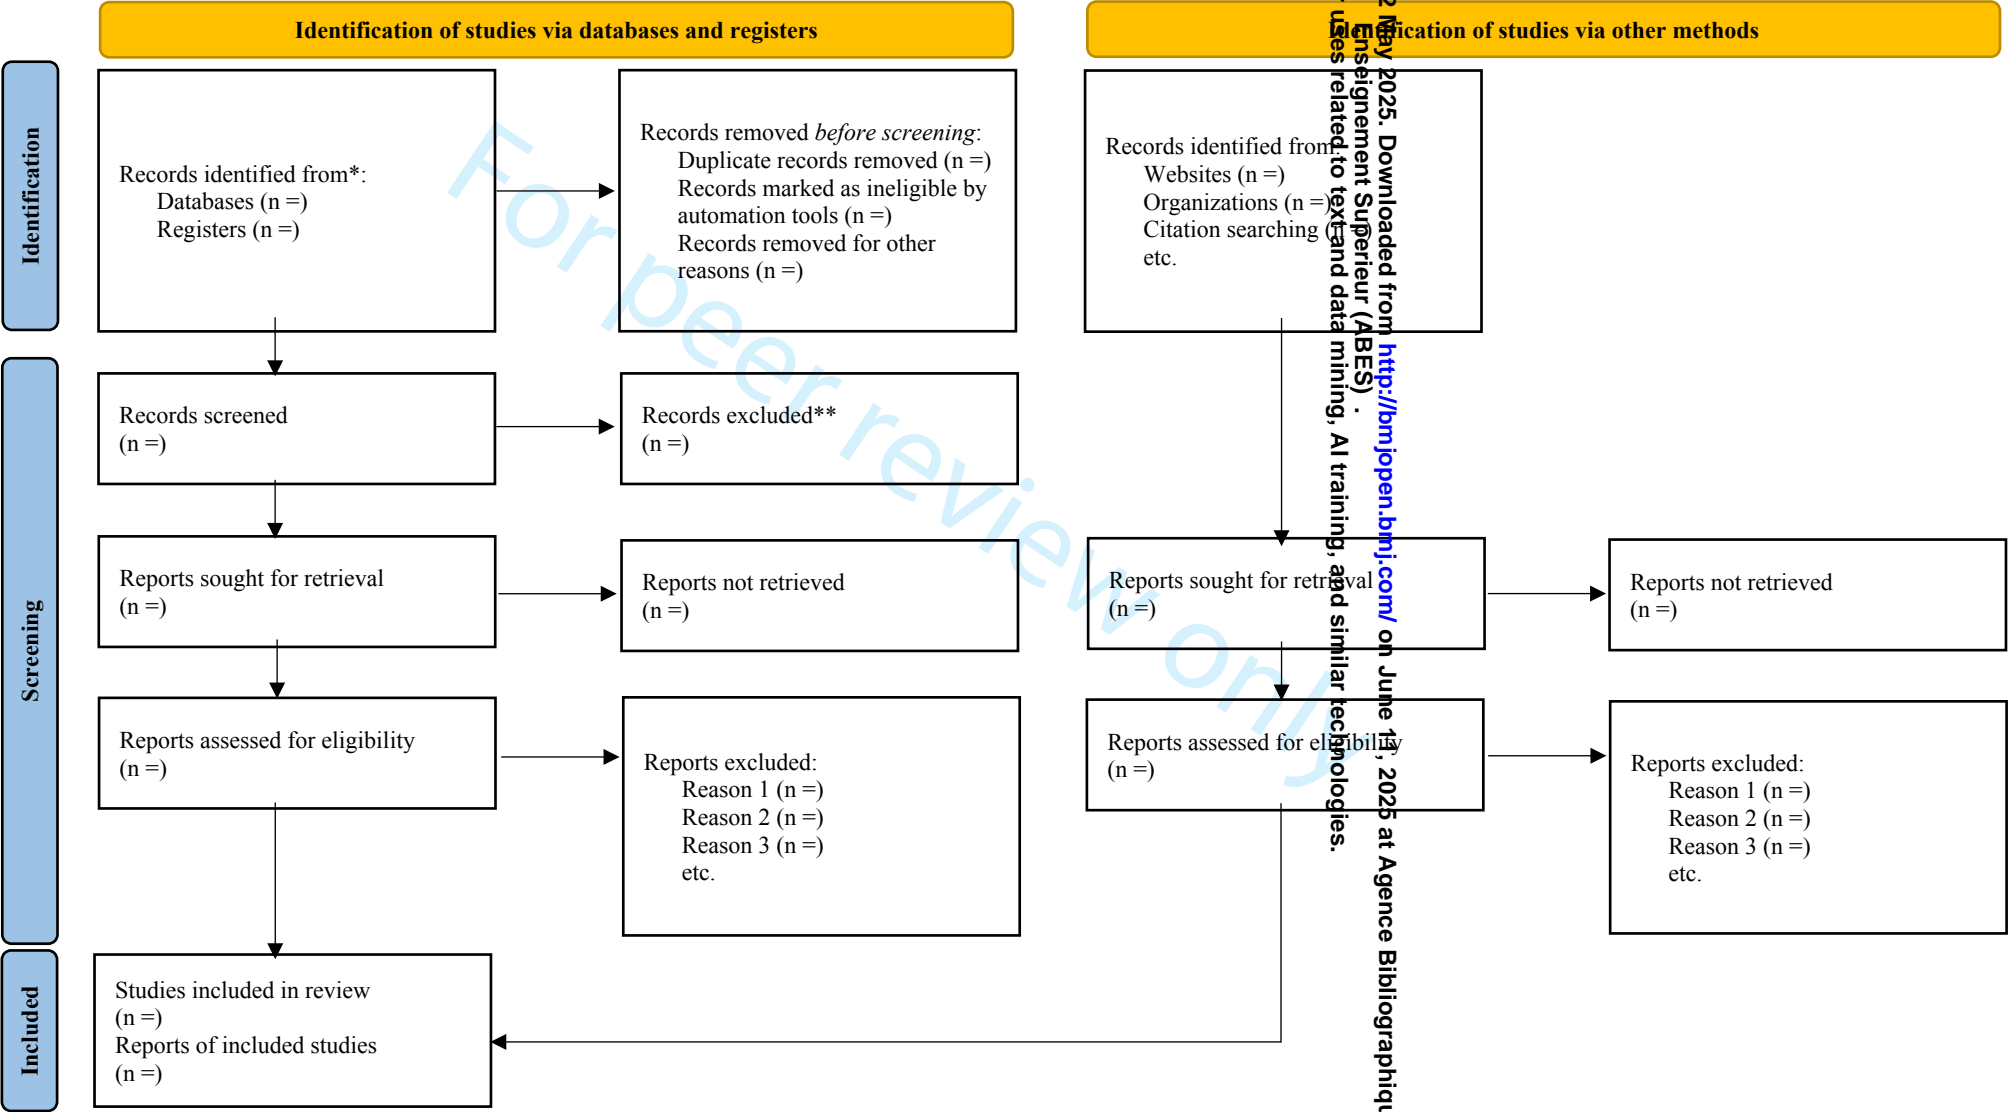 Identification of studies via databases and registers
Identification of studies via other methods
Identification
Records identified from*:
Databases (n =)
Registers (n =)
Records removed before screening:
Duplicate records removed (n =)
Records marked as ineligible by
automation tools (n =)
Records removed for other
reasons (n =)
Records identified from:
Websites (n =)
Organizations (n =)
Citation searching (n =)
etc.
Screening
Records screened
(n =)
Records excluded**
(n =)
Reports sought for retrieval
(n =)
Reports not retrieved
(n =)
Reports sought for retrieval
(n =)
Reports not retrieved
(n =)
Reports assessed for eligibility
(n =)
Reports excluded:
Reason 1 (n =)
Reason 2 (n =)
Reason 3 (n =)
etc.
Reports assessed for eligibility
(n =)
Reports excluded:
Reason 1 (n =)
Reason 2 (n =)
Reason 3 (n =)
etc.
Included
Studies included in review
(n =)
Reports of included studies
(n =)
For peer review only
2 May 2025. Downloaded from http://bmjopen.bmj.com/ on June 11, 2025 at Agence Bibliographiqu
Enseignement Superieur (ABES) .
r uses related to text and data mining, AI training, and similar technologies.